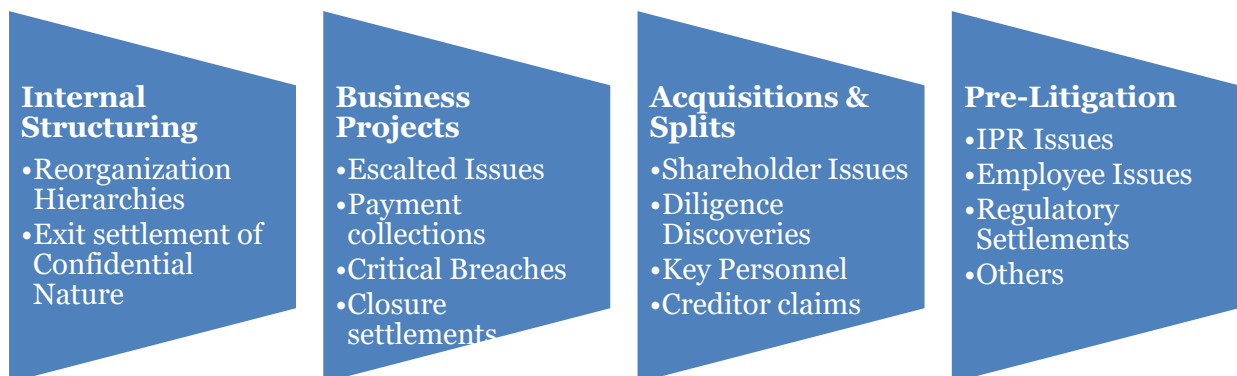 Internal
Structuring
•Reorganization
Hierarchies
•Exit settlement of
Confidential
Nature
Business
Projects
•Escalted Issues
•Payment
collections
•Critical Breaches
•Closure
settlements
Acquisitions &
Splits
•Shareholder Issues
•Diligence
Discoveries
•Key Personnel
•Creditor claims
Pre-Litigation
•IPR Issues
•Employee Issues
•Regulatory
Settlements
•Others